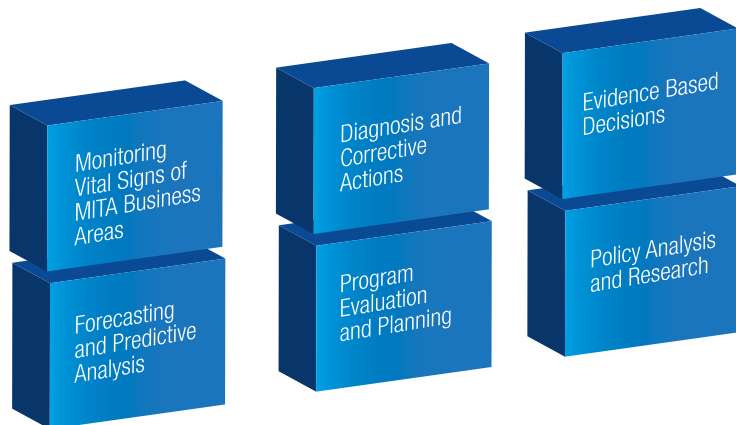 Monitoring
Vital Signs of
MITA Business
Areas
Diagnosis and
Corrective
Actions
Evidence Based
Decisions
Forecasting
and Predictive
Analysis
Program
Evaluation
and Planning
Policy Analysis
and Research